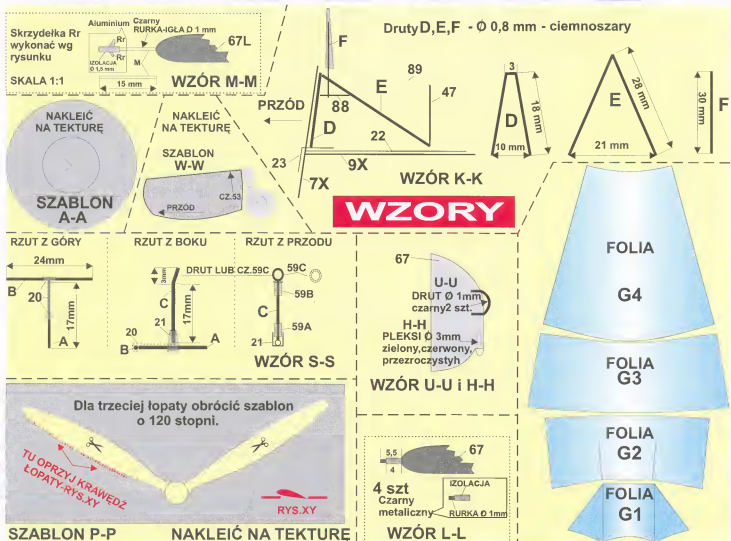 Skrzydełka Rr
wykonać wg
rysunku
SKALA 1:1
Aluminium
Czarny
RURKA-IGŁA Ø 1 mm
Rr
Rr
IZOLACJA
Ø 1,5 mm
M
15 mm
67L
WZÓR M-M
Druty D,E,F - Ø 0,8 mm - ciemnoszary
F
E
89
47
88
D
PRZÓD
22
23
9X
7X
WZÓR K-K
3
D
18 mm
10 mm
E
28 mm
21 mm
30 mm
F
NAKLEIĆ
NA TEKTURĘ
SZABLON
A-A
NAKLEIĆ
NA TEKTURĘ
SZABLON
W-W
CZ.53
PRZÓD
WZORY
RZUT Z GÓRY
24mm
B
20
17mm
A
RZUT Z BOKU
3mm
DRUT LUB CZ.59C
C
17mm
21
20
B
A
RZUT Z PRZODU
59C
59B
C
59A
21
WZÓR S-S
67
U-U
DRUT Ø 1mm
czarny2 szt.
H-H
PLEKSI Ø 3mm
zielony,czerwony,
przezroczystyh
WZÓR U-U i H-H
FOLIA
G4
FOLIA
G3
FOLIA
G2
FOLIA
G1
Dla trzeciej łopaty obrócić szablon
o 120 stopni.
TU OPRZYJ KRAWĘDŹ
ŁOPATY-RYS.XY
RYS.XY
SZABLON P-P
NAKLEIĆ NA TEKTURĘ
5,5
4
67
4 szt
Czarny
metaliczny
IZOLACJA
RURKA Ø 1mm
WZÓR L-L